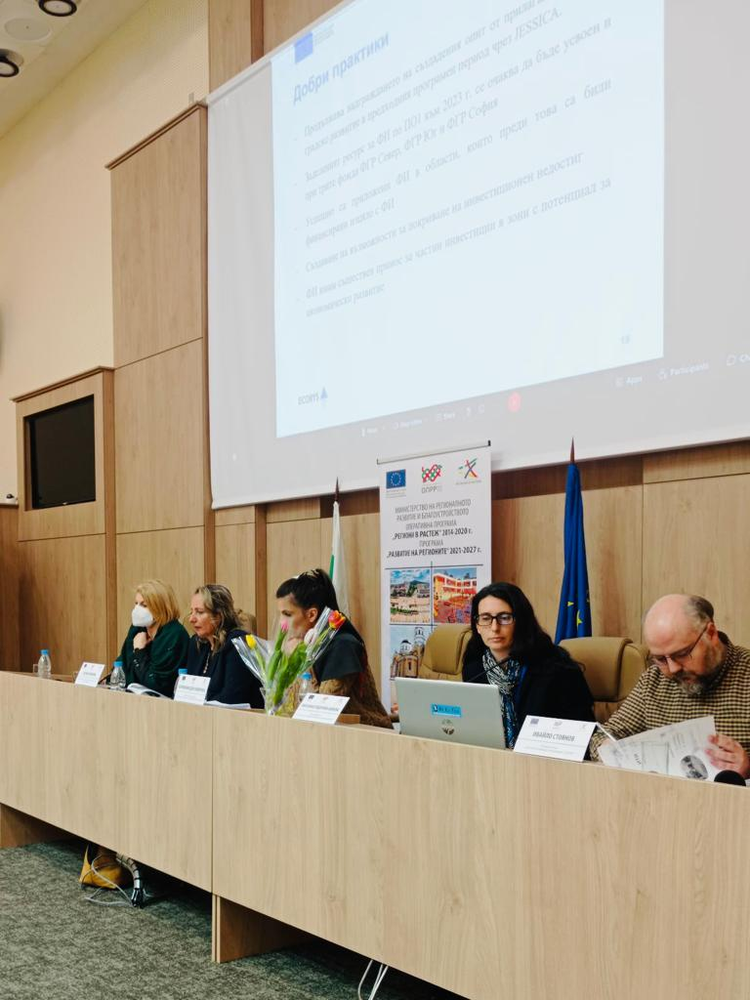 Добри практики
Продължава надграждането на създадения опит от прилагане
градско развитие в предходния програмен период чрез JESSICA.
Заделеният ресурс за ФИ по ПО1 към 2023 г. се очаква да бъде усвоен и
при трите фонда ФГР Север, ФГР Юг и ФГР София
Успешно са приложени ФИ в области, които преди това са били
финансирани изцяло с
Създаване на възможности за покриване на инвестиционен недостиг
ФИ имат съществен принос за частни инвестиции в зони с потенциал за
икономическо развитие
ECORYS
Share
Apps
Participants
ОПРР
МИНИСТЕРСТВО НА РЕГИОНАЛНОТО
РАЗВИТИЕ И БЛАГОУСТРОЙСТВОТО
ОПЕРАТИВНА ПРОГРАМА
„РЕГИОНИ В РАСТЕЖ" 2014-2020 г.
ПРОГРАМА
„РАЗВИТИЕ НА РЕГИОНИТЕ" 2021-2027 г.
ИВАЙЛО СТОЯНОВ